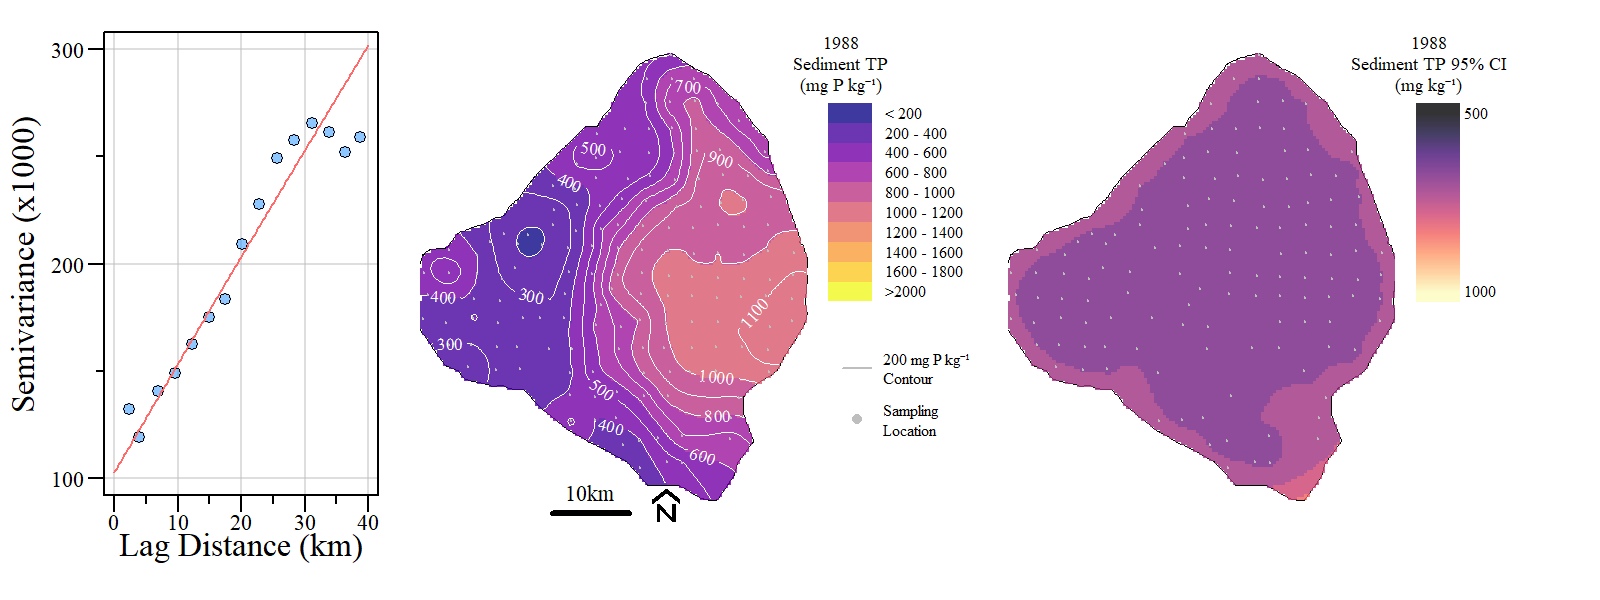 300
200
100
Semivariance (x1000)
0
10
20
30
40
Lag Distance (km)
700
500
900
400
400
300
1100
300
1000
500
800
400
600
10km
N
1988
Sediment TP
(mg P kg⁻¹)
< 200
200 - 400
400 - 600
600 - 800
800 - 1000
1000 - 1200
1200 - 1400
1400 - 1600
1600 - 1800
>2000
200 mg P kg⁻¹
Contour
Sampling
Location
1988
Sediment TP 95% CI
(mg kg⁻¹)
500
1000